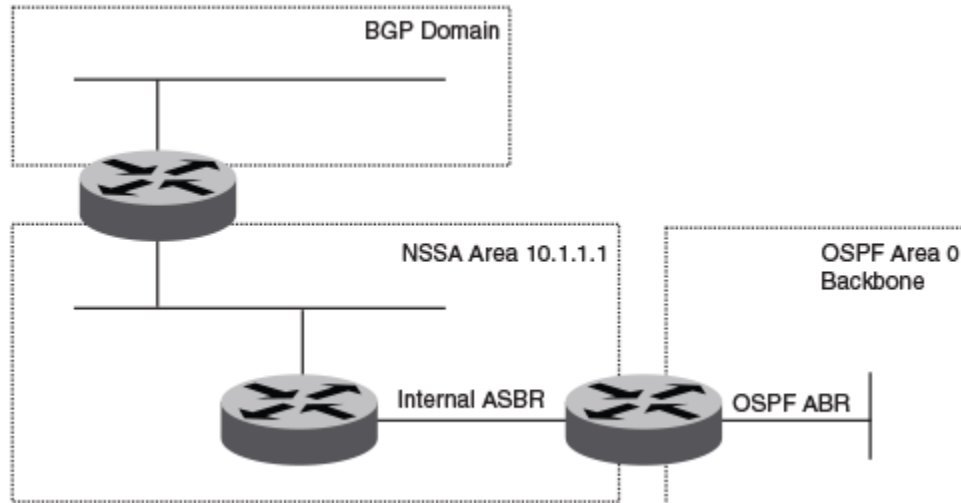 BGP Domain
NSSA Area 10.1.1.1
OSPF Area 0
Backbone
Internal ASBR
OSPF ABR